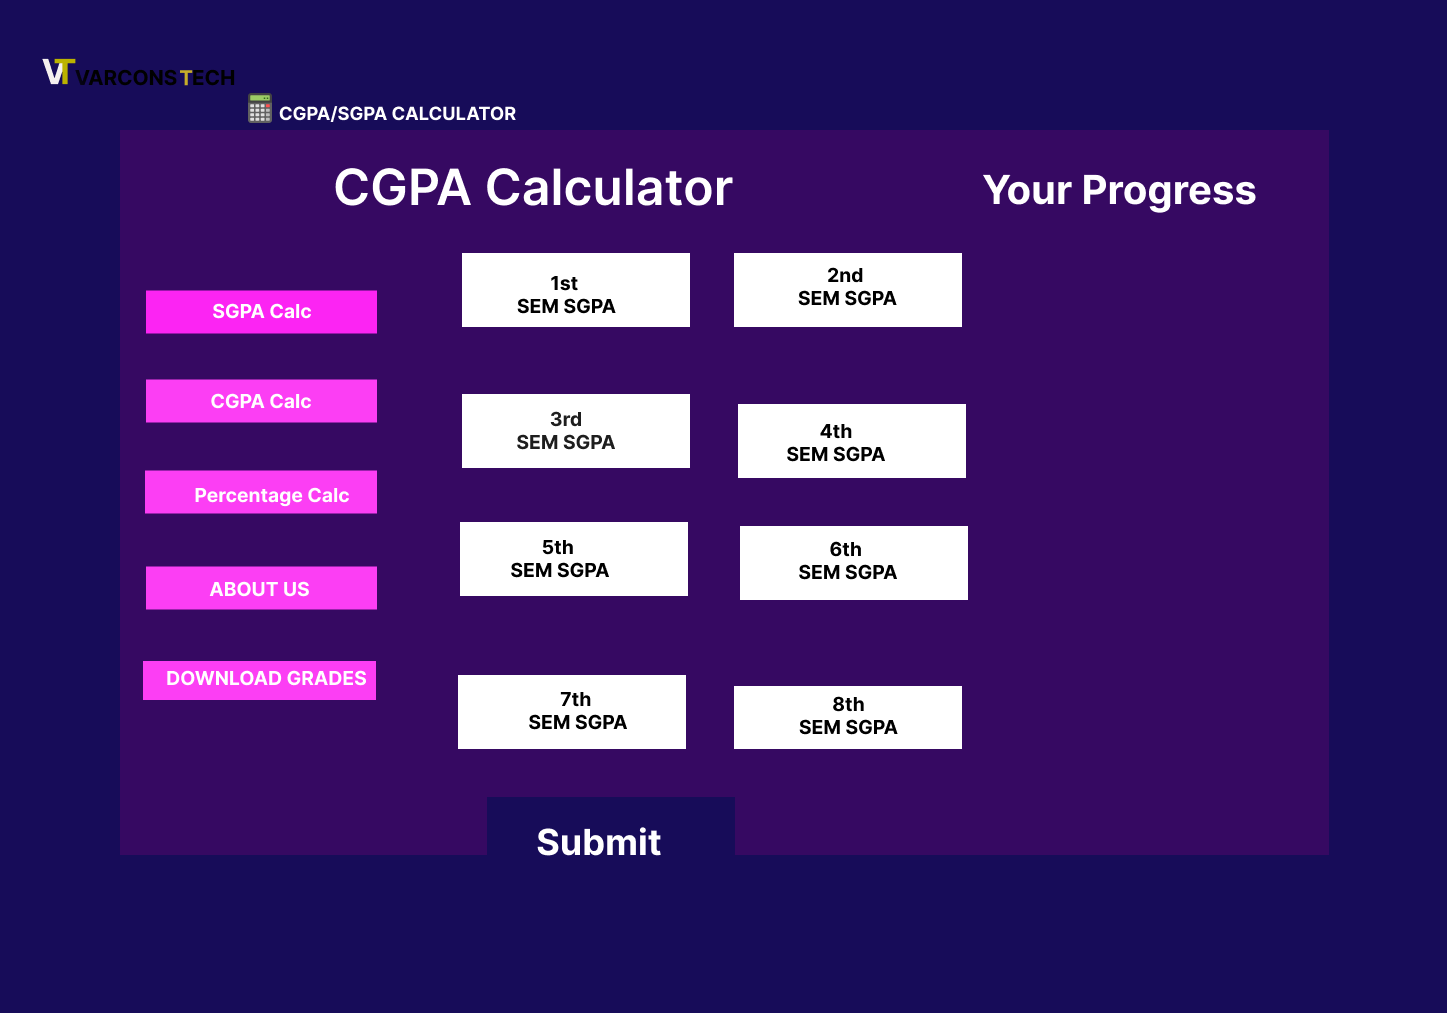 VT VARCONS TECH
CGPA/SGPA CALCULATOR
CGPA Calculator
Your Progress
SGPA Calc
CGPA Calc
Percentage Calc
ABOUT US
DOWNLOAD GRADES
1st
SEM SGPA
2nd
SEM SGPA
3rd
SEM SGPA
4th
SEM SGPA
5th
SEM SGPA
6th
SEM SGPA
7th
SEM SGPA
8th
SEM SGPA
Submit